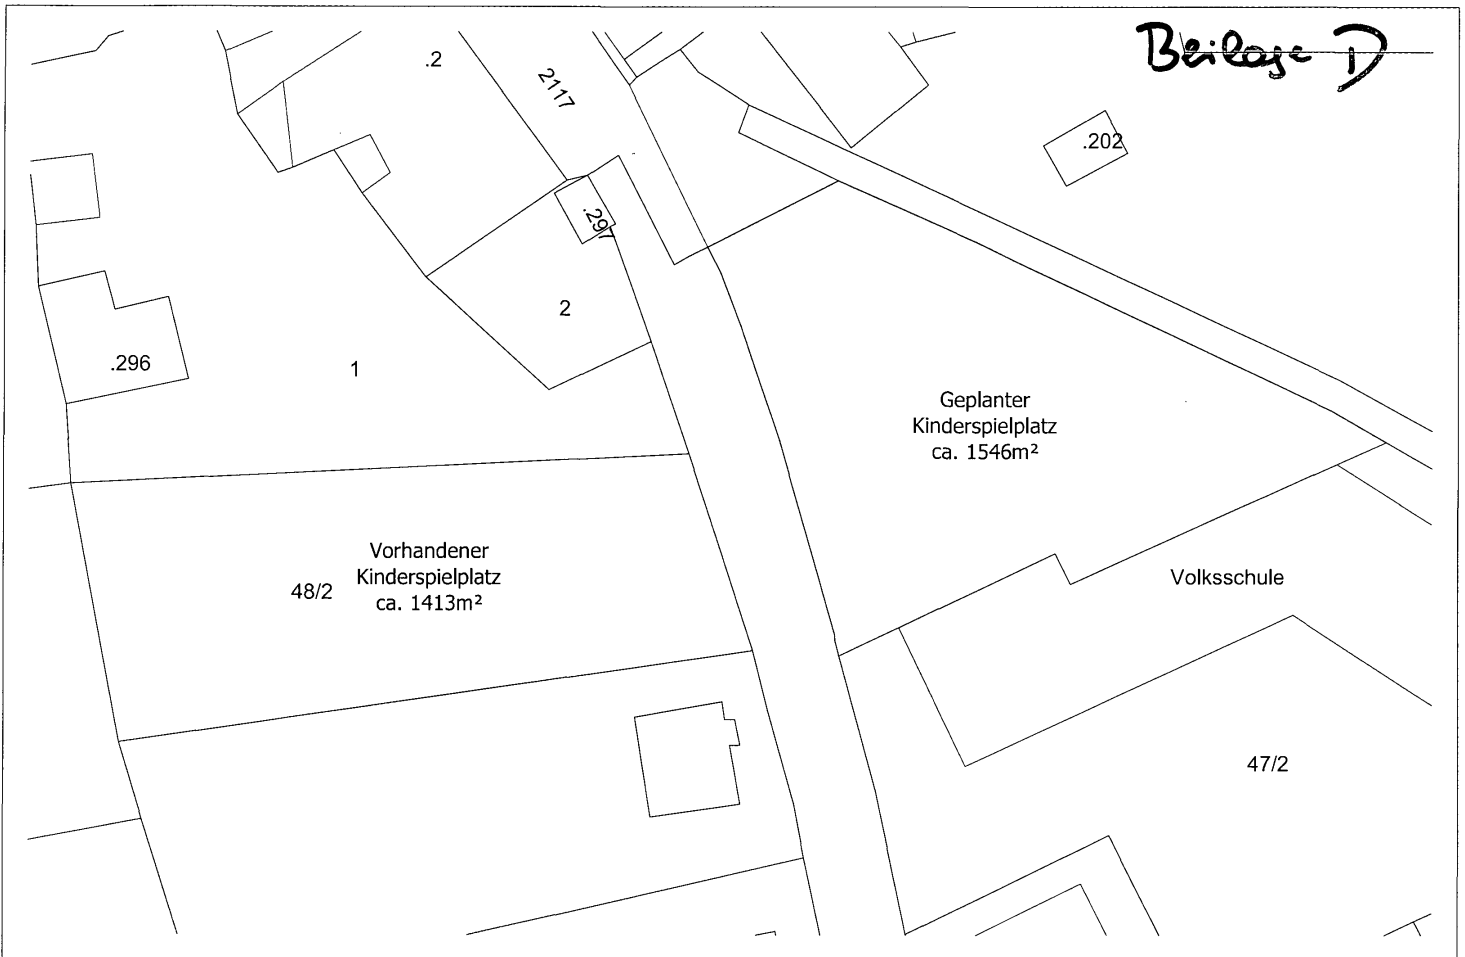 Beilage D
.2
2117
.202
.297
2
.296
1
Geplanter
Kinderspielplatz
ca. 1546m²
Vorhandener
Kinderspielplatz
ca. 1413m²
48/2
Volksschule
47/2